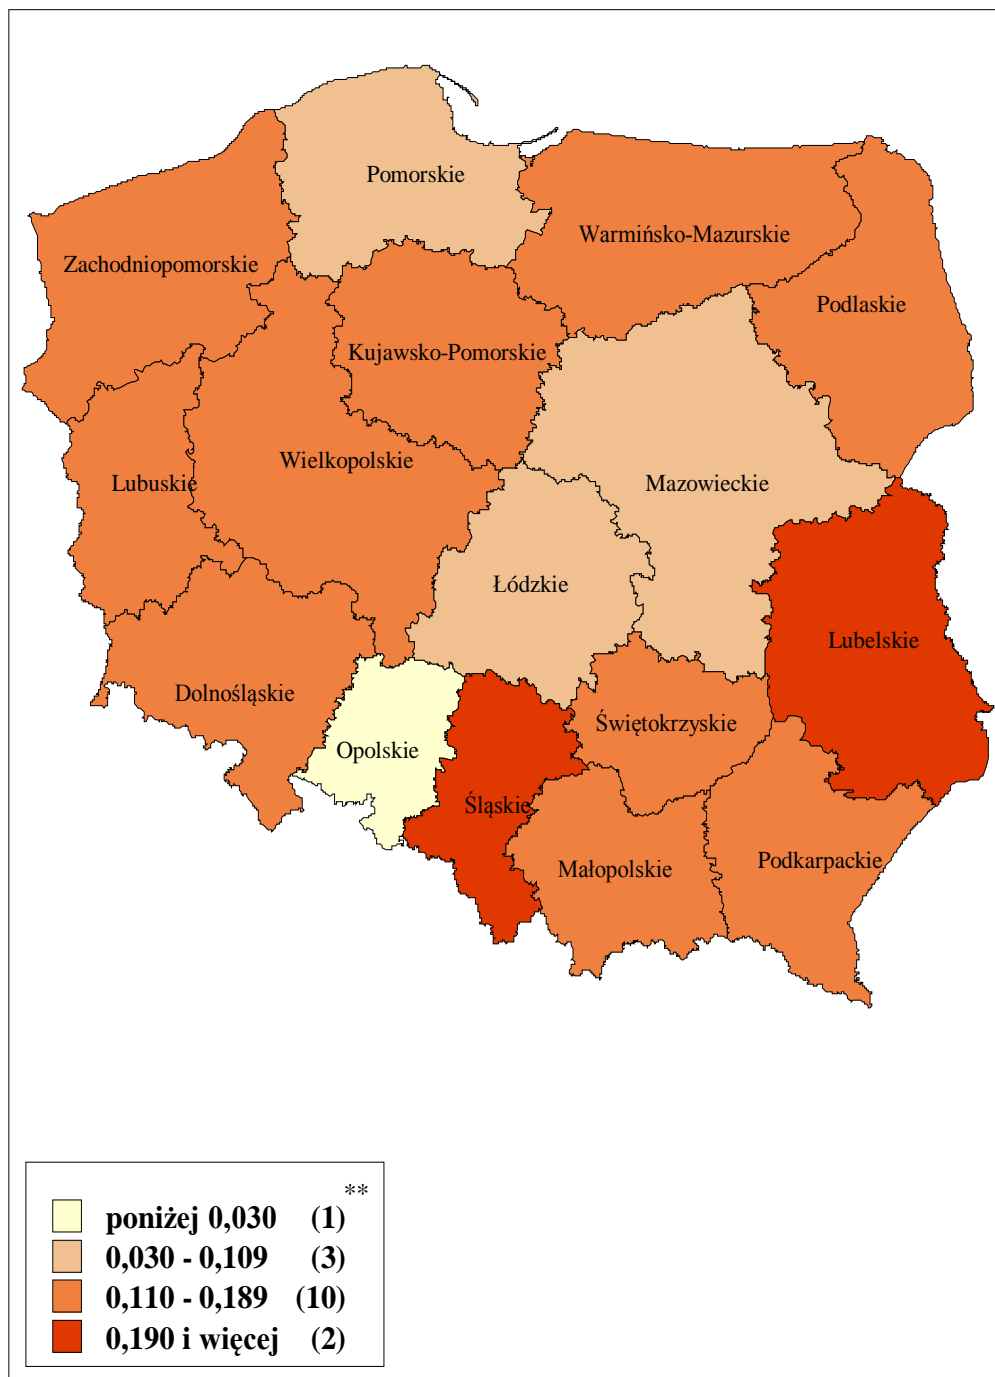 Pomorskie
Warmińsko-Mazurskie
Zachodniopomorskie
Podlaskie
Kujawsko-Pomorskie
Wielkopolskie
Lubuskie
Mazowieckie
Łódzkie
Lubelskie
Dolnośląskie
Świętokrzyskie
Opolskie
Śląskie
Podkarpackie
Małopolskie
**
poniżej 0,030 (1)
0,030 - 0,109 (3)
0,110 - 0,189 (10)
0,190 i więcej (2)